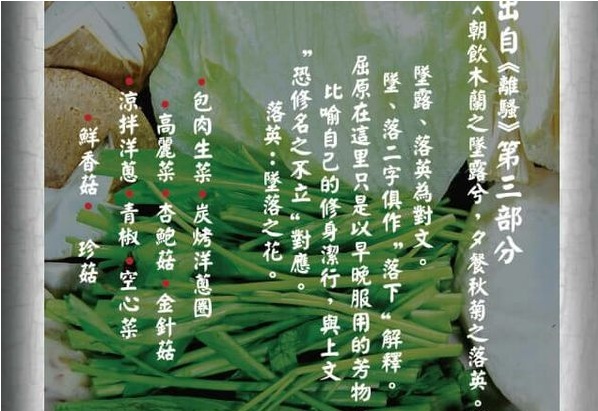 出自《離騷》第三部分
^朝飲木蘭之墜露兮，夕餐秋菊之落英。
墜露、落英為對文。
墜、落二字俱作”落下“解釋。
屈原在這里只是以早晚服用的芳物
比喻自己的修身潔行，與上文
”恐修名之不立“對應。
落英：墜落之花。
•包肉生菜•炭烤洋蔥圈
•高麗菜•杏鮑菇•金針菇
•涼拌洋蔥•青椒•空心菜
•鮮香菇•珍菇